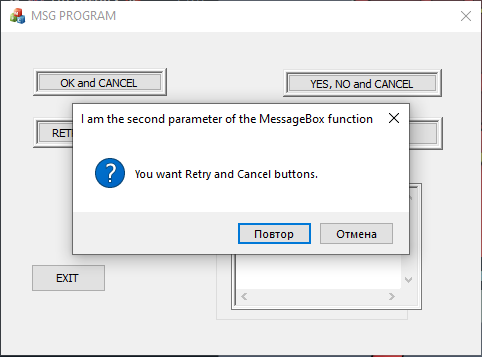 MSG PROGRAM
OK and CANCEL
YES, NO and CANCEL
I am the second parameter of the MessageBox function
You want Retry and Cancel buttons.
Повтор
Отмена
EXIT